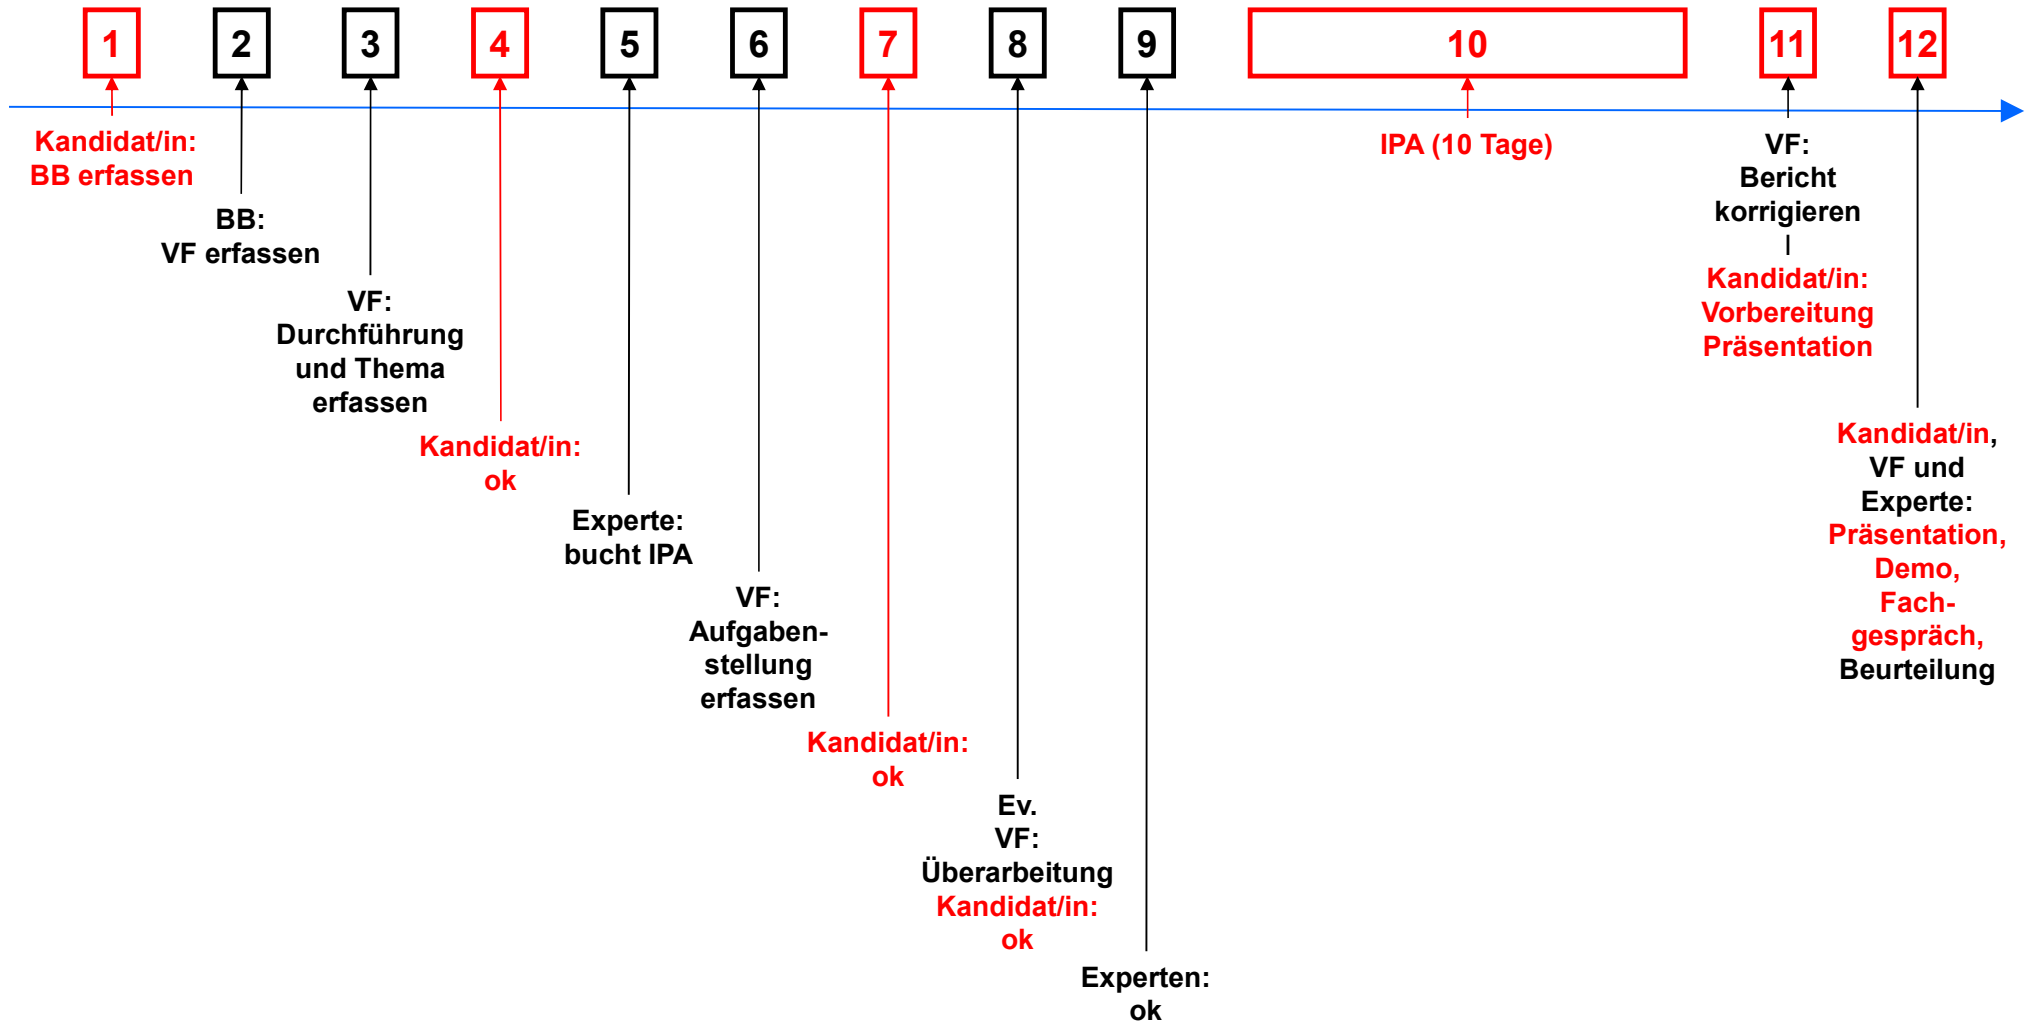 1
2
3
4
5
6
7
8
9
10
11
12
Kandidat/in:
BB erfassen
BB:
VF erfassen
VF:
Durchführung
und Thema
erfassen
Kandidat/in:
ok
Experte:
bucht IPA
VF:
Aufgaben-
stellung
erfassen
Kandidat/in:
ok
Ev.
VF:
Überarbeitung
Kandidat/in:
ok
Experten:
ok
IPA (10 Tage)
VF:
Bericht
korrigieren
Kandidat/in:
Vorbereitung
Präsentation
Kandidat/in,
VF und
Experte:
Präsentation,
Demo,
Fach-
gespräch,
Beurteilung